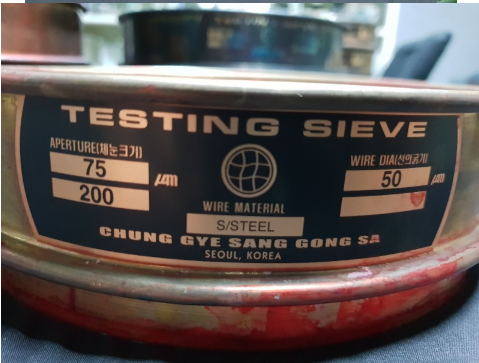 TESTING SIEVE
APERTURE(체눈크기)
75
μm
200
WIRE DIA(선의굵기)
50 μm
WIRE MATERIAL
S/STEEL
CHUNG GYE SANG GONG SA
SEOUL, KOREA